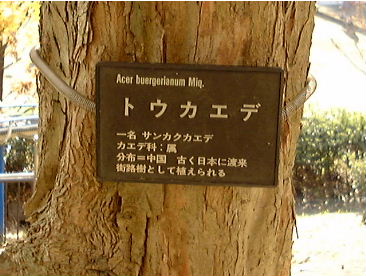 Acer buergerianum Miq.
トウカエデ
一名 サンカクカエデ
カエデ科：属
分布＝中国　古く日本に渡来
街路樹として植えられる